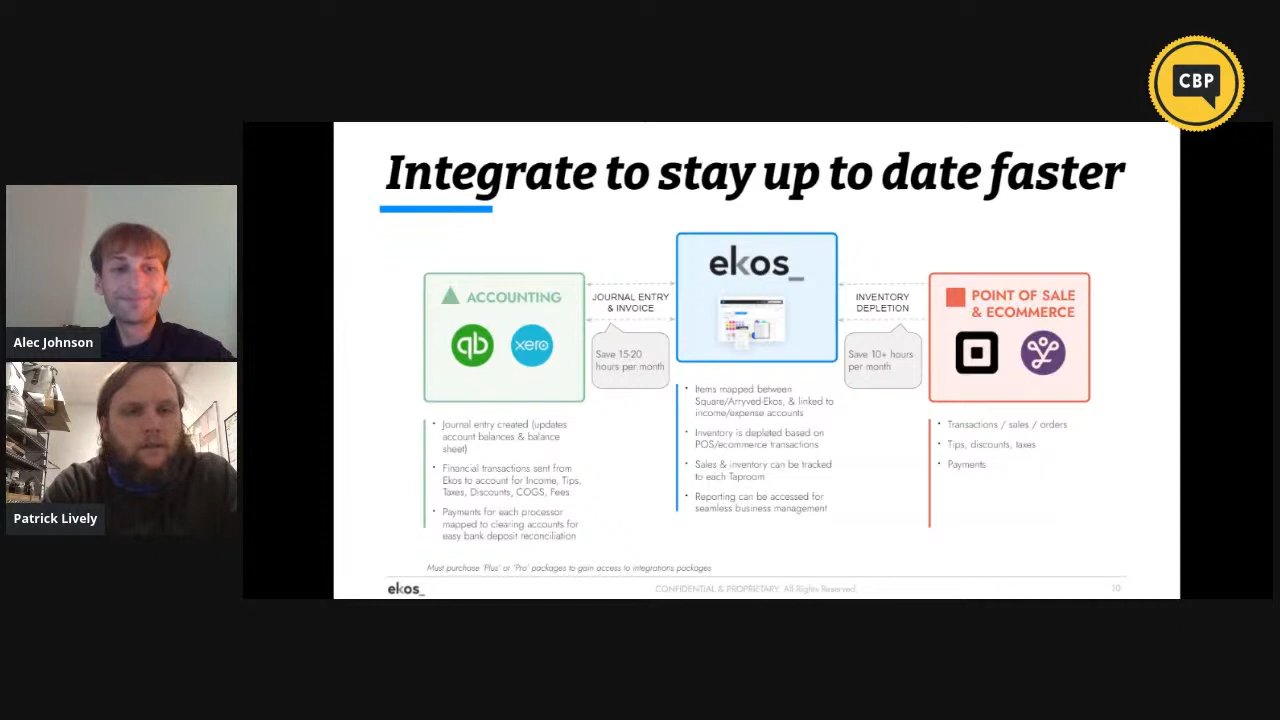 CBP
Integrate to stay up to date faster
Alec Johnson
Patrick Lively
ACCOUNTING
qb
xero
JOURNAL ENTRY
& INVOICE
Save 15-20
hours per month
ekos_
INVENTORY
DEPLETION
Save 10+ hours
per month
POINT OF SALE
& ECOMMERCE
• Journal entry created (updates
account balances & balance
sheet)
• Financial transactions sent from
Ekos to account for Income, Tips,
Taxes, Discounts, COGS, Fees
• Payments for each processor
mapped to clearing accounts for
easy bank deposit reconciliation
• Items mapped between
Square/Arryved-Ekos, & linked to
income/expense accounts
• Inventory is depleted based on
POS/ecommerce transactions
• Sales & inventory can be tracked
to each Taproom
• Reporting can be accessed for
seamless business management
• Transactions / sales / orders
• Tips, discounts, taxes
• Payments
Must purchase 'Plus' or 'Pro' packages to gain access to integrations packages
ekos_
CONFIDENTIAL & PROPRIETARY. All Rights Reserved.
10